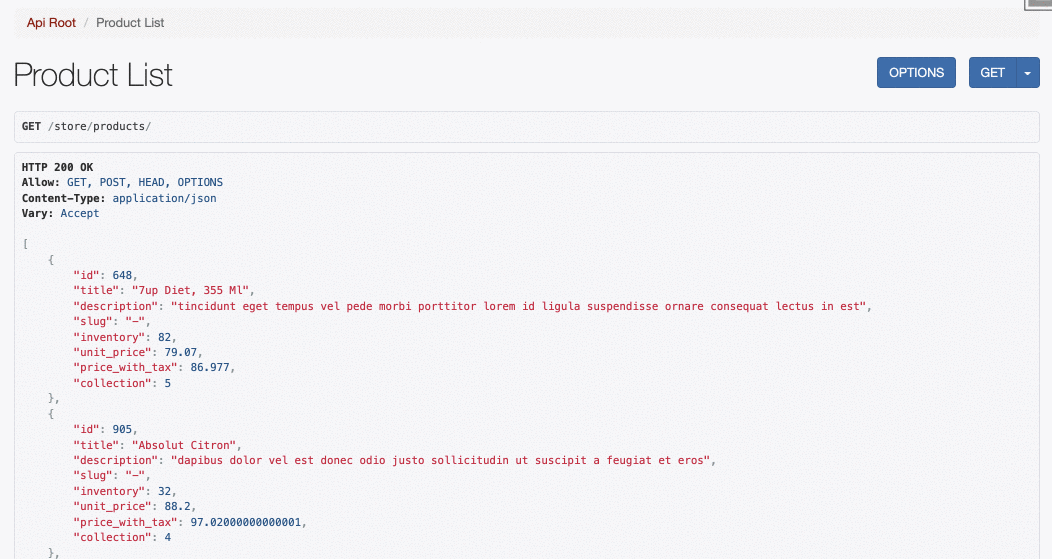 Api Root / Product List
Product List
OPTIONS GET
GET /store/products/
HTTP 200 OK
Allow: GET, POST, HEAD, OPTIONS
Content-Type: application/json
Vary: Accept
[
    {
        "id": 648,
        "title": "7up Diet, 355 Ml",
        "description": "tincidunt eget tempus vel pede morbi porttitor lorem id ligula suspendisse ornare consequat lectus in est",
        "slug": "-",
        "inventory": 82,
        "unit_price": 79.07,
        "price_with_tax": 86.977,
        "collection": 5
    },
    {
        "id": 905,
        "title": "Absolut Citron",
        "description": "dapibus dolor vel est donec odio justo sollicitudin ut suscipit a feugiat et eros",
        "slug": "-",
        "inventory": 32,
        "unit_price": 88.2,
        "price_with_tax": 97.02000000000001,
        "collection": 4
    },